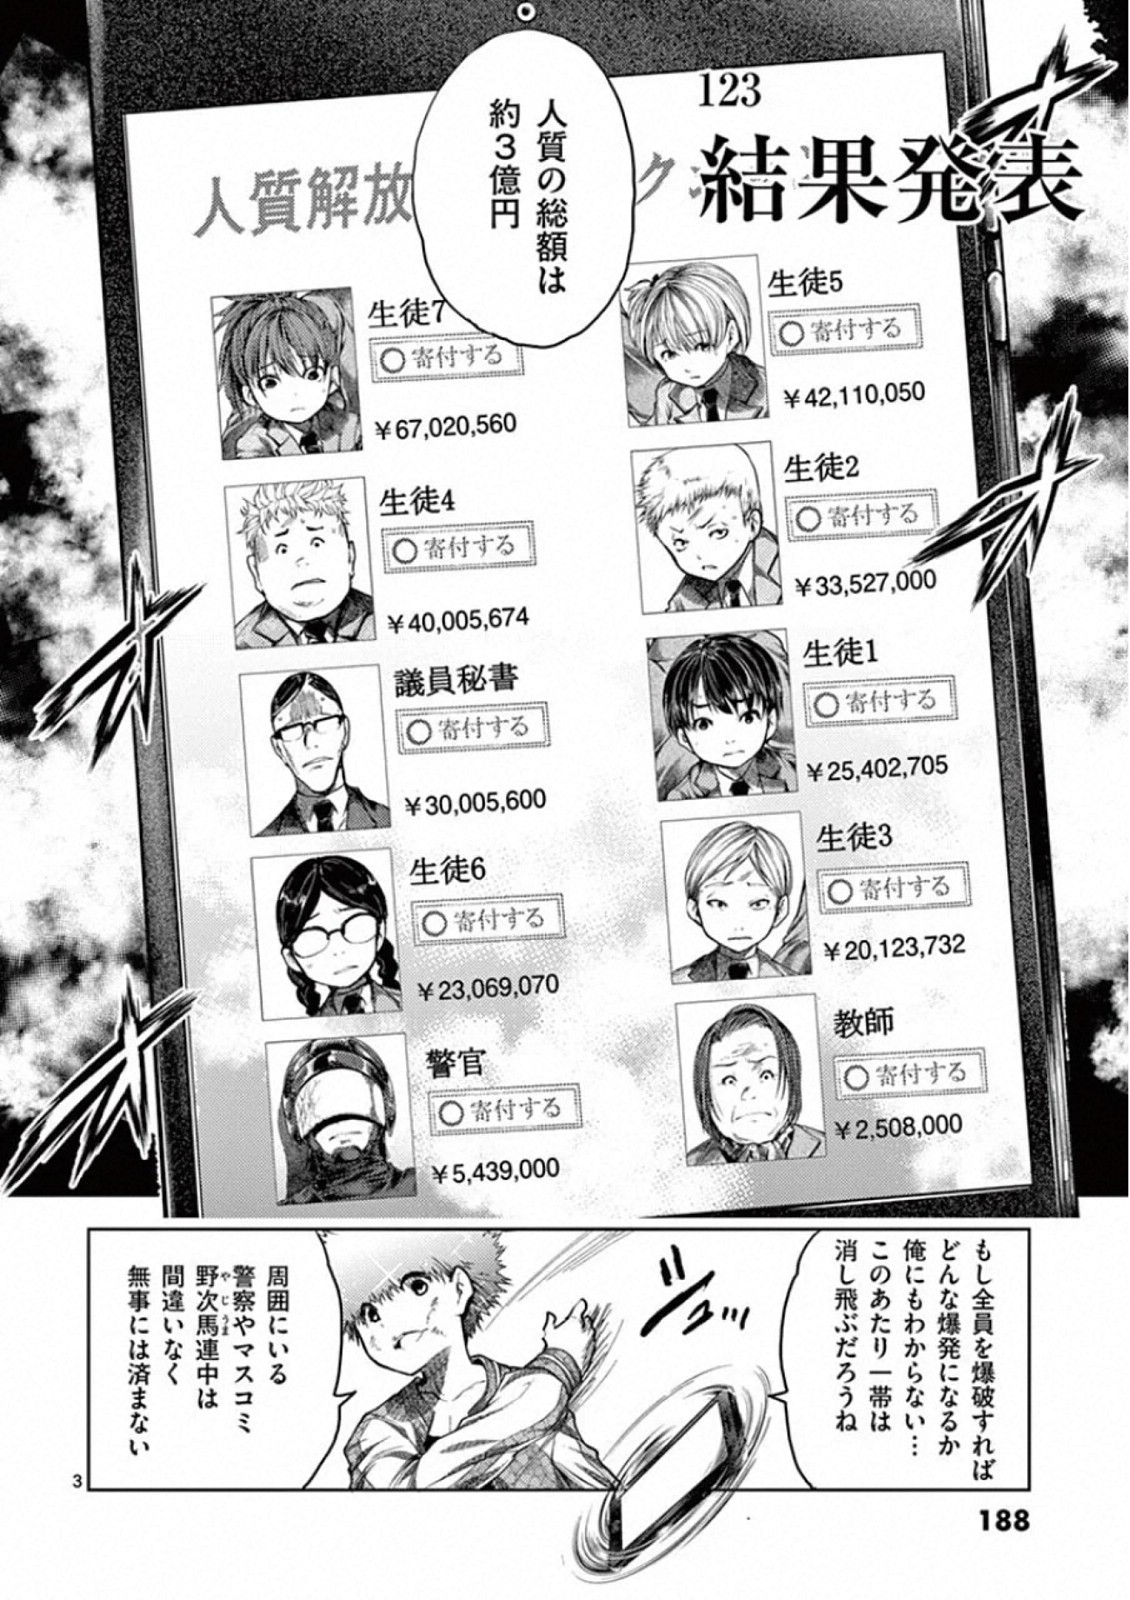 123
結果発表
人質の総額は
約3億円
人質解放
ク
生徒5
寄付する
¥42,110,050
生徒7
寄付する
¥67,020,560
生徒2
寄付する
¥33,527,000
生徒4
寄付する
¥40,005,674
生徒1
寄付する
¥25,402,705
議員秘書
寄付する
¥30,005,600
生徒3
寄付する
¥20,123,732
生徒6
寄付する
¥23,069,070
教師
寄付する
¥2,508,000
警官
寄付する
¥5,439,000
もし全員を爆破すれば
どんな爆発になるか
俺にもわからない…
このあたり一帯は
消し飛ぶだろうね
周囲にいる
警察やマスコミ
野次馬連中は
やじうま
間違いなく
無事には済まない
3
188